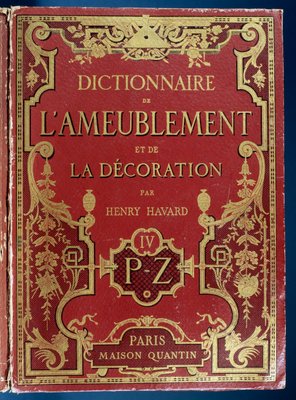 DICTIONNAIRE
DE
L'AMEUBLEMENT
ET DE
LA DÉCORATION
PAR
HENRY HAVARD
IV
P-Z
PARIS
MAISON QUANTIN